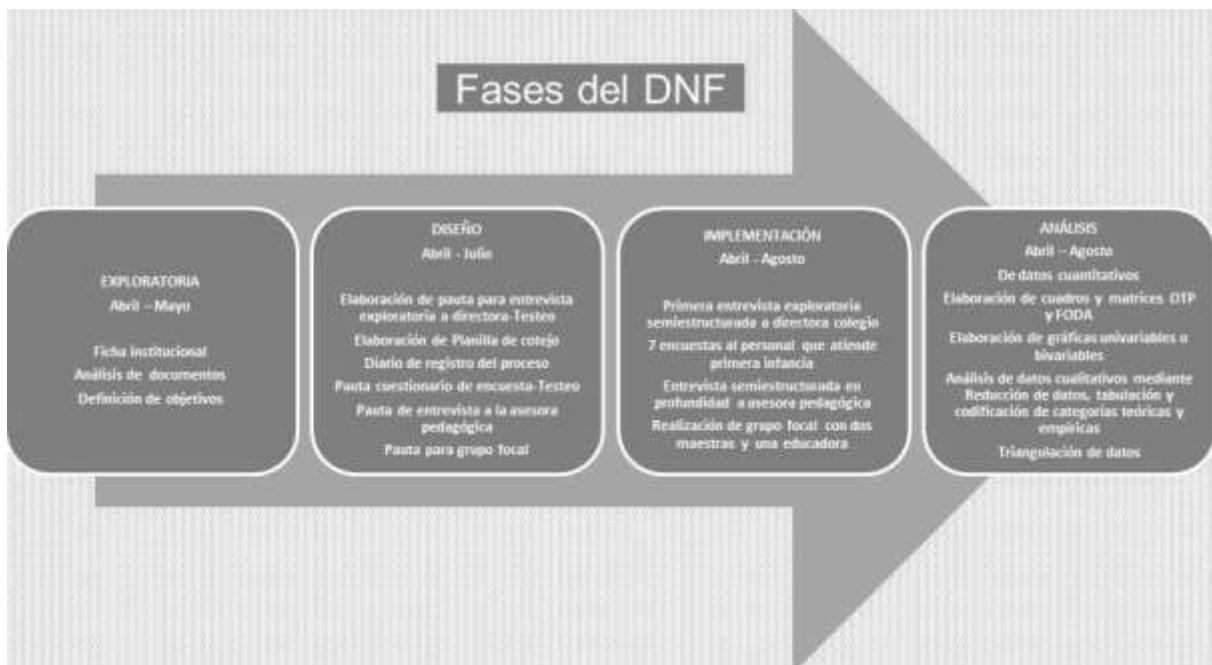 Fases del DNF
EXPLORATORIA
Abril – Mayo
Ficha institucional
Análisis de documentos
Definición de objetivos
DISEÑO
Abril - Julio
Elaboración de pauta para entrevista
exploratoria a directora-Testeo
Elaboración de Planilla de cotejo
Diario de registro del proceso
Pauta cuestionario de encuesta-Testeo
Pauta de entrevista a la asesora
pedagógica
Pauta para grupo focal
IMPLEMENTACIÓN
Abril - Agosto
Primera entrevista exploratoria
semiestructurada a directora colegio
7 encuestas al personal que atiende
primera infancia
Entrevista semiestructurada en
profundidad a asesora pedagógica
Realización de grupo focal con dos
maestras y una educadora
ANÁLISIS
Abril – Agosto
De datos cuantitativos
Elaboración de cuadros y matrices OTP
y FODA
Elaboración de gráficas univariables o
bivariables
Análisis de datos cualitativos mediante
Reducción de datos, tabulación y
codificación de categorías teóricas y
empíricas
Triangulación de datos